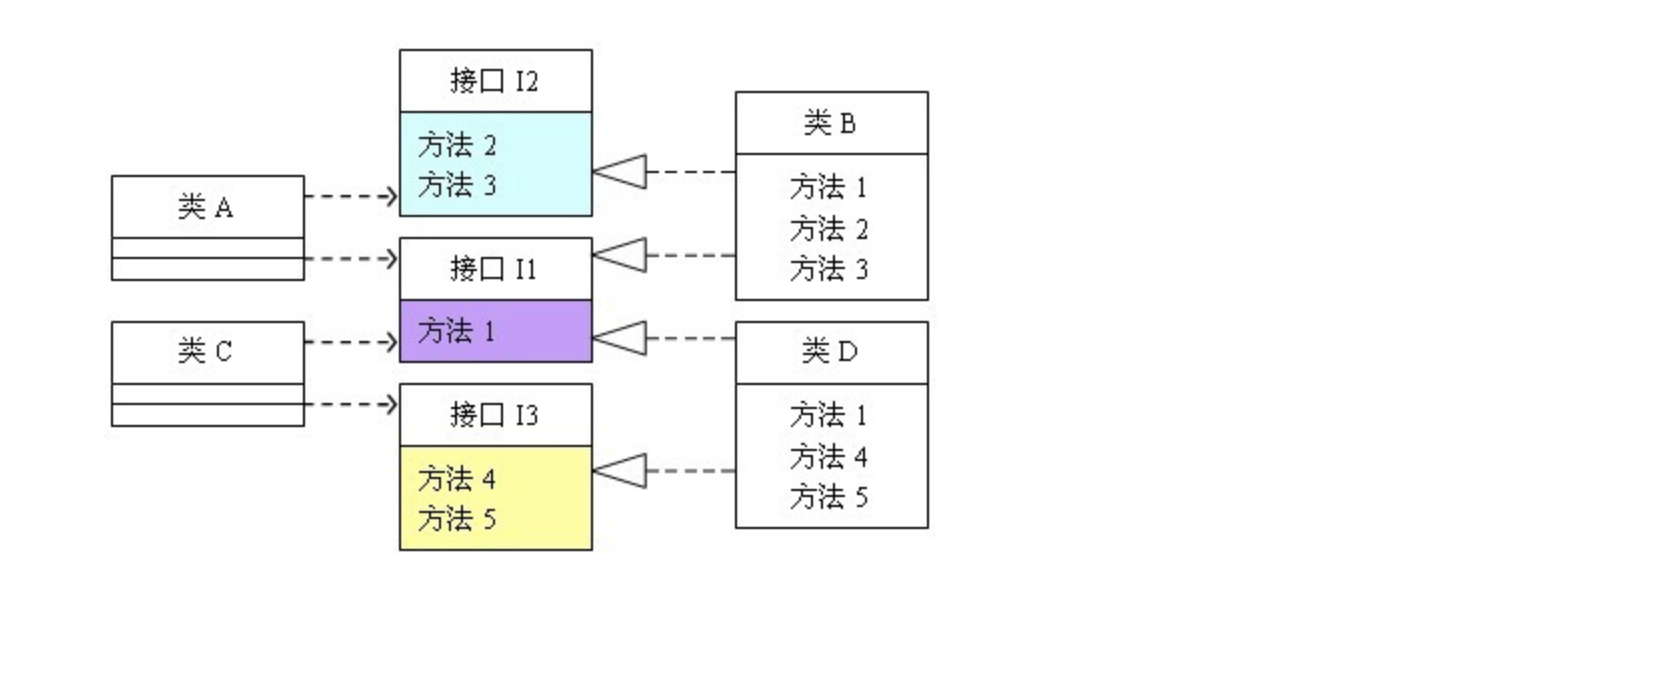 接口 I2
方法 2
方法 3
类 B
方法 1
方法 2
方法 3
类 A
接口 I1
方法 1
类 C
类 D
方法 1
方法 4
方法 5
接口 I3
方法 4
方法 5